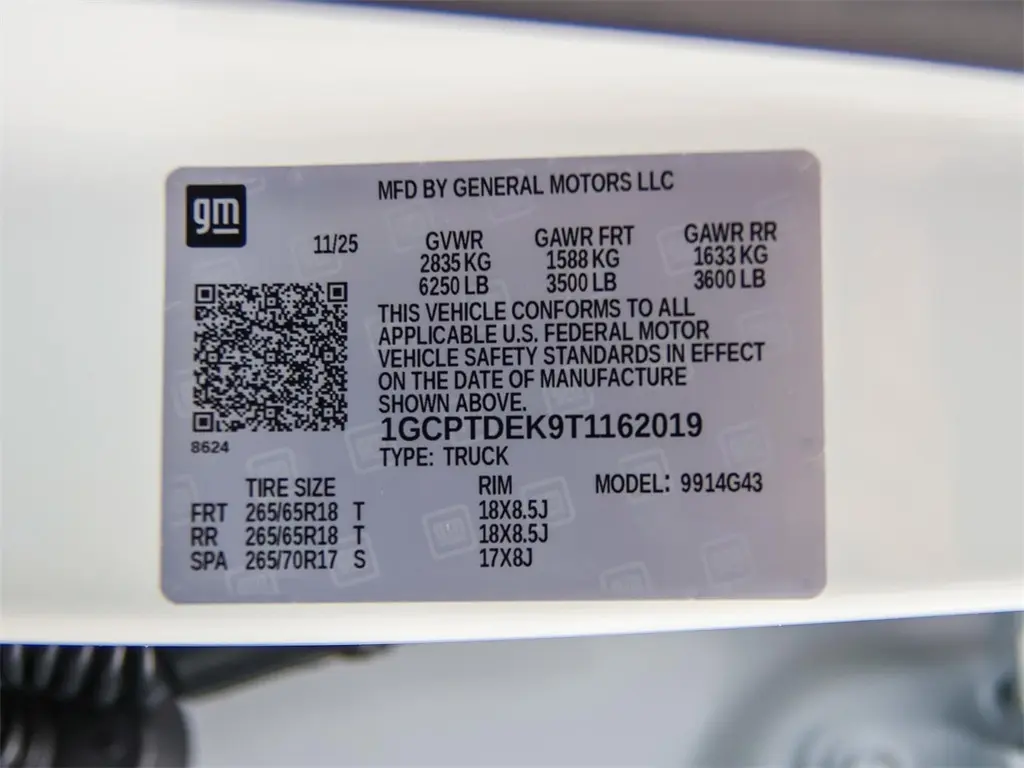 gm
MFD BY GENERAL MOTORS LLC
11/25 GVWR GAWR FRT GAWR RR
2835 KG 1588 KG 1633 KG
6250 LB 3500 LB 3600 LB
THIS VEHICLE CONFORMS TO ALL
APPLICABLE U.S. FEDERAL MOTOR
VEHICLE SAFETY STANDARDS IN EFFECT
ON THE DATE OF MANUFACTURE
SHOWN ABOVE.
1GCPTDEK9T1162019
8624
TYPE: TRUCK
TIRE SIZE RIM MODEL: 9914G43
FRT 265/65R18 T 18X8.5J
RR 265/65R18 T 18X8.5J
SPA 265/70R17 S 17X8J